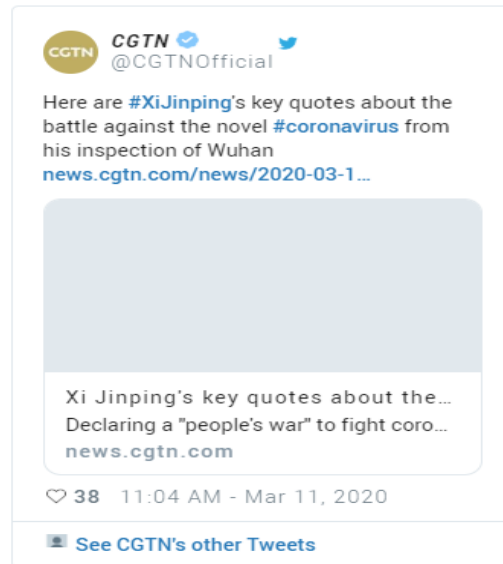 CGTN
CGTN
@CGTNOfficial
Here are #XiJinping's key quotes about the
battle against the novel #coronavirus from
his inspection of Wuhan
news.cgtn.com/news/2020-03-1...
Xi Jinping's key quotes about the...
Declaring a "people's war" to fight coro...
news.cgtn.com
38 11:04 AM - Mar 11, 2020
See CGTN's other Tweets